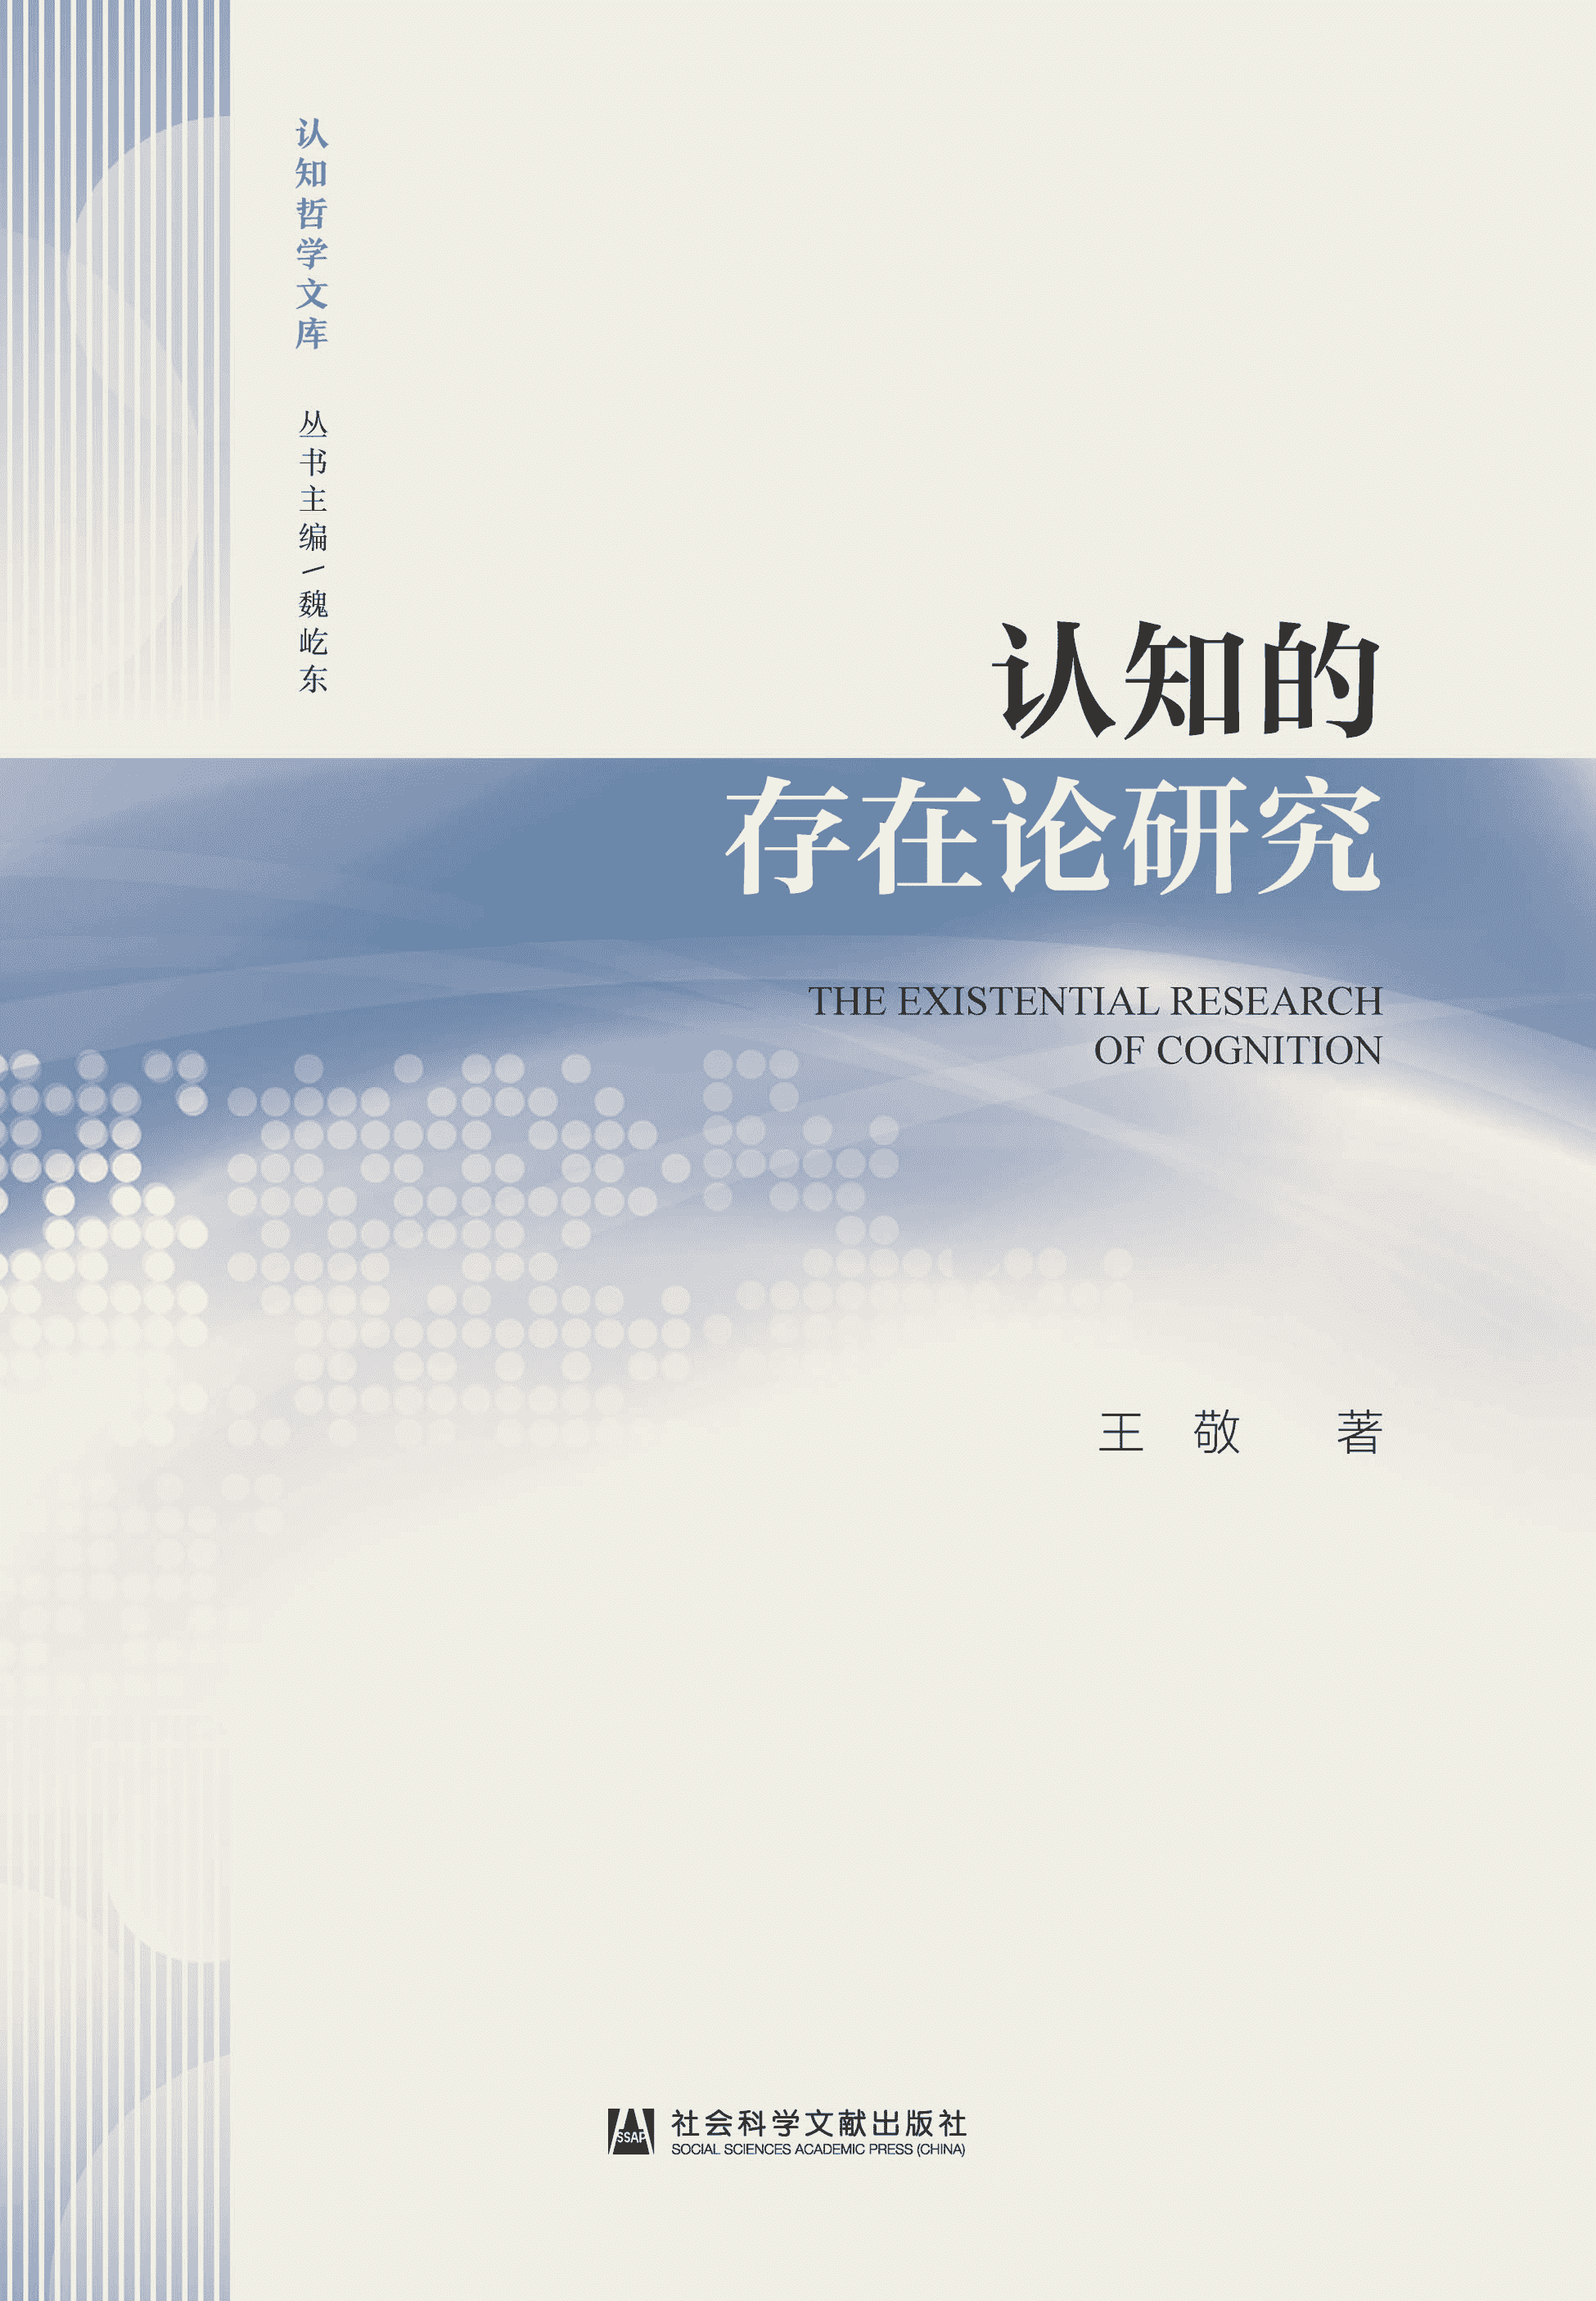 认知哲学文库
丛书主编/魏屹东
认知的
存在论研究
THE EXISTENTIAL RESEARCH
OF COGNITION
王 敬 著
SSAP
社会科学文献出版社
SOCIAL SCIENCES ACADEMIC PRESS (CHINA)